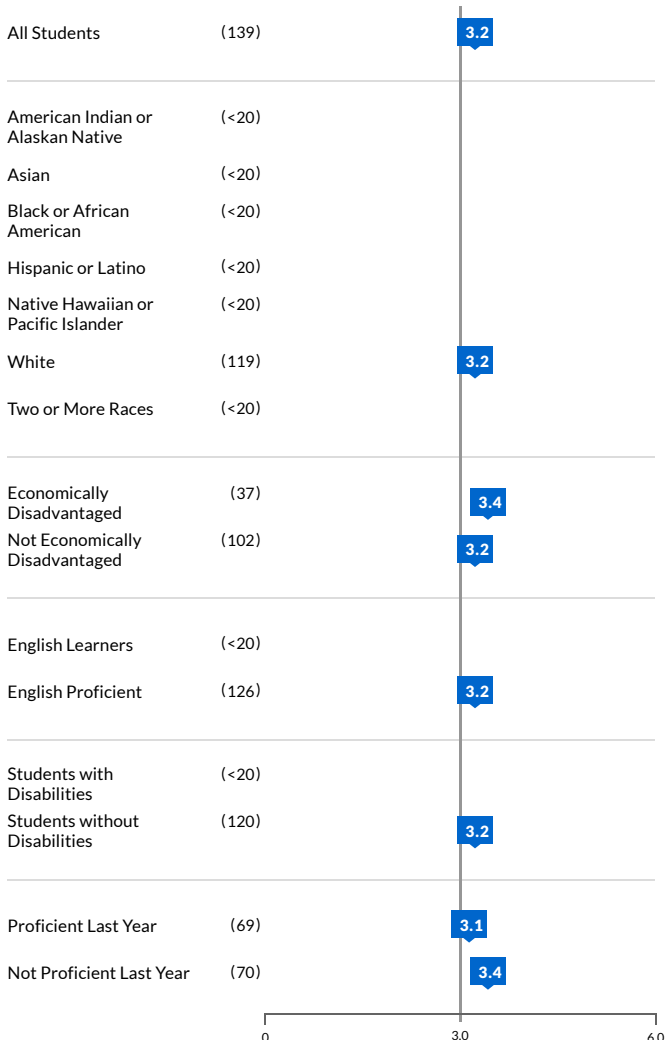 All Students (139) 3.2
American Indian or (<20)
Alaskan Native
Asian (<20)
Black or African (<20)
American
Hispanic or Latino (<20)
Native Hawaiian or (<20)
Pacific Islander
White (119) 3.2
Two or More Races (<20)
Economically (37) 3.4
Disadvantaged
Not Economically (102) 3.2
Disadvantaged
English Learners (<20)
English Proficient (126) 3.2
Students with (<20)
Disabilities
Students without (120) 3.2
Disabilities
Proficient Last Year (69) 3.1
Not Proficient Last Year (70) 3.4
0 3.0 6.0